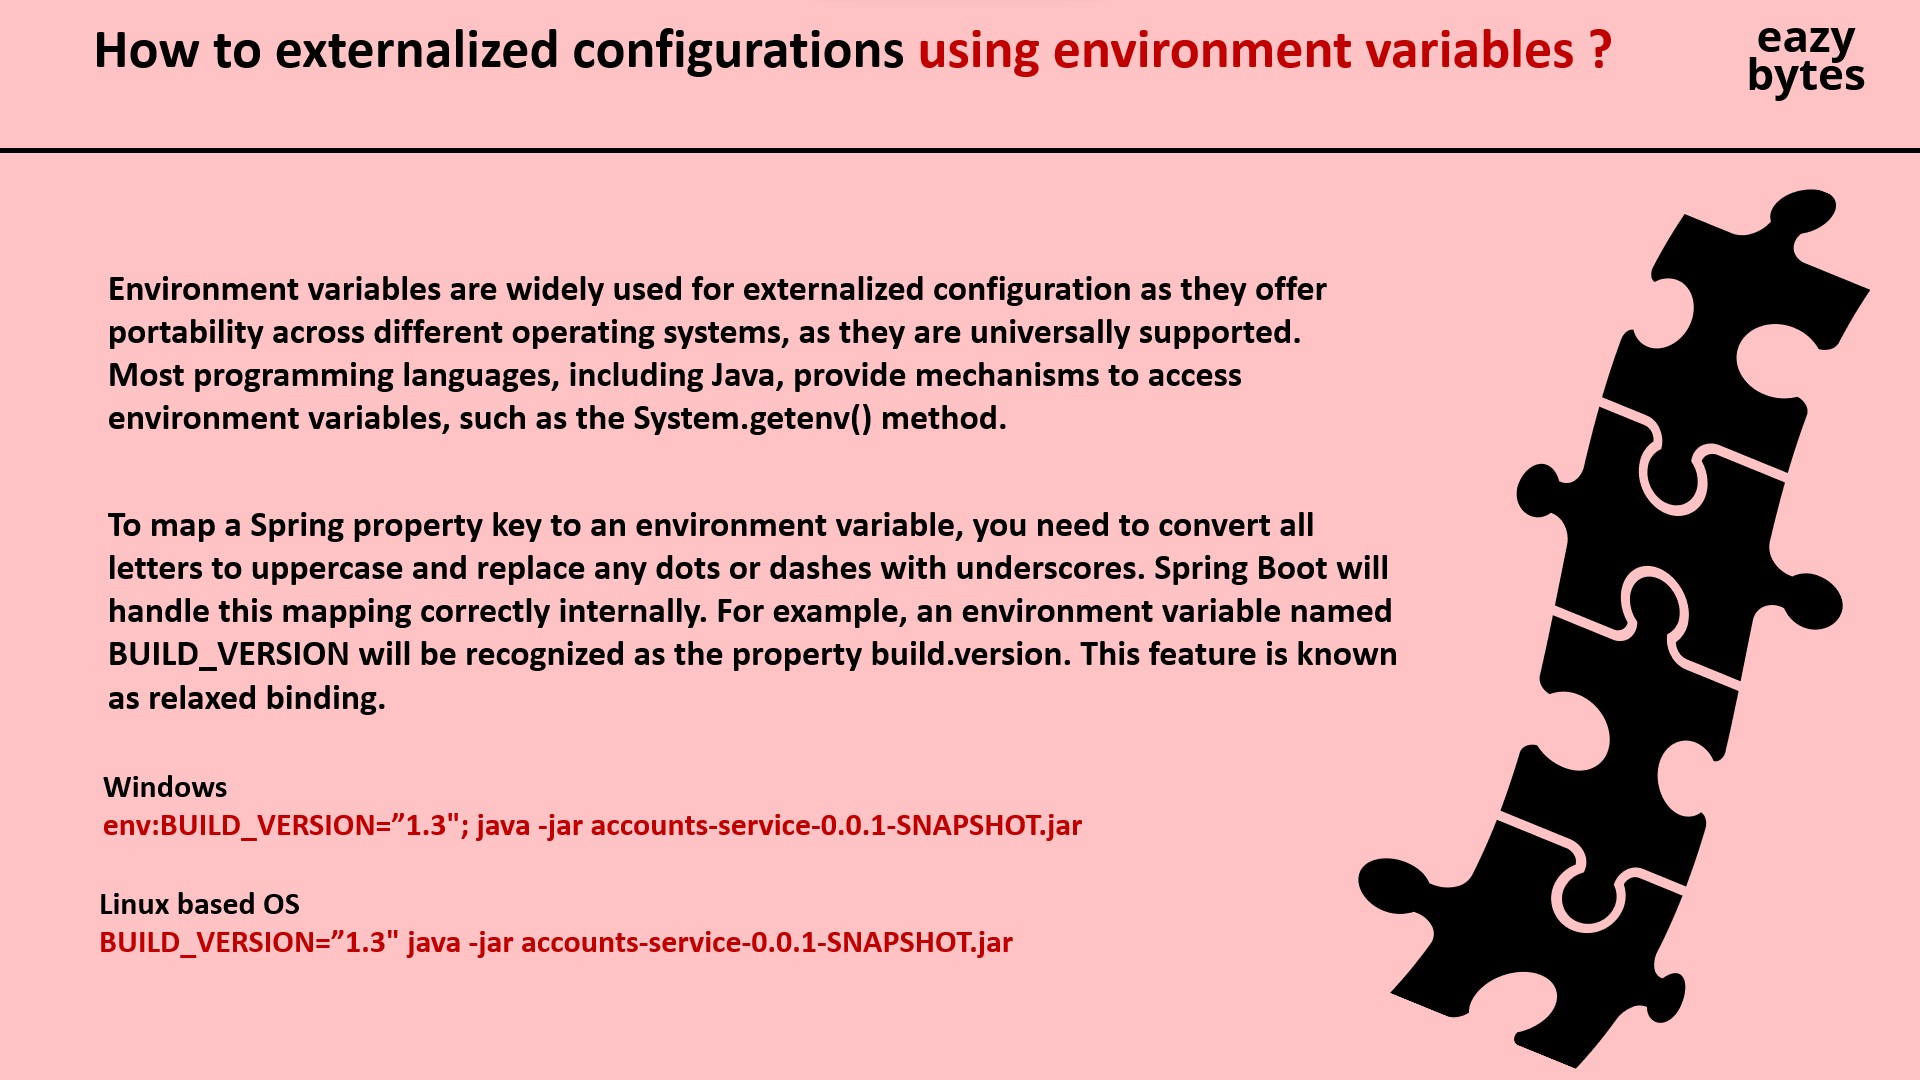 How to externalized configurations using environment variables ?
eazy
bytes
Environment variables are widely used for externalized configuration as they offer
portability across different operating systems, as they are universally supported.
Most programming languages, including Java, provide mechanisms to access
environment variables, such as the System.getenv() method.
To map a Spring property key to an environment variable, you need to convert all
letters to uppercase and replace any dots or dashes with underscores. Spring Boot will
handle this mapping correctly internally. For example, an environment variable named
BUILD_VERSION will be recognized as the property build.version. This feature is known
as relaxed binding.
Windows
env:BUILD_VERSION=”1.3"; java -jar accounts-service-0.0.1-SNAPSHOT.jar
Linux based OS
BUILD_VERSION=”1.3" java -jar accounts-service-0.0.1-SNAPSHOT.jar